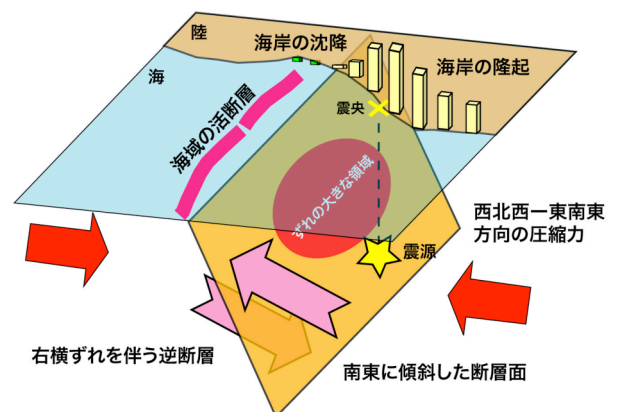 陸
海岸の沈降
海岸の隆起
海
海域の活断層
震央
ずれの大きな領域
西北西ー東南東
方向の圧縮力
震源
右横ずれを伴う逆断層
南東に傾斜した断層面